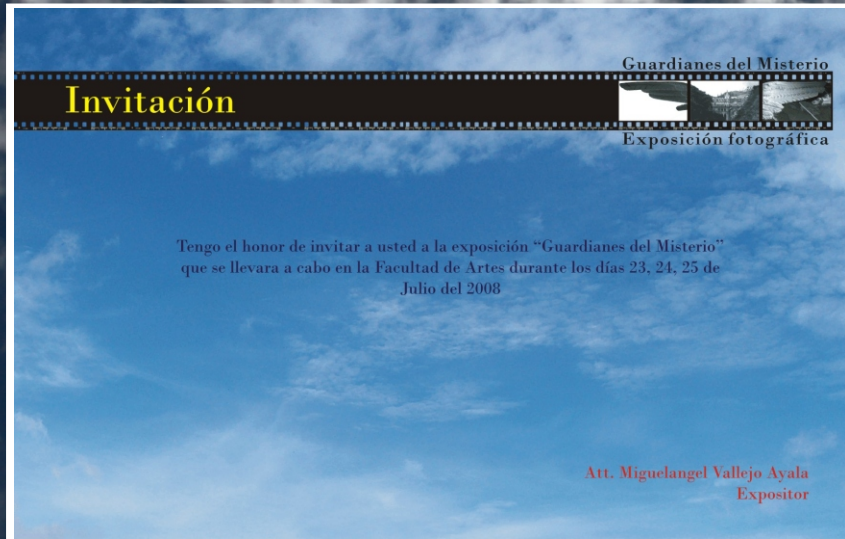 Guardianes del Misterio
Invitación
Exposición fotográfica
Tengo el honor de invitar a usted a la exposición “Guardianes del Misterio”
que se llevara a cabo en la Facultad de Artes durante los días 23, 24, 25 de
Julio del 2008
Att. Miguelangel Vallejo Ayala
Expositor